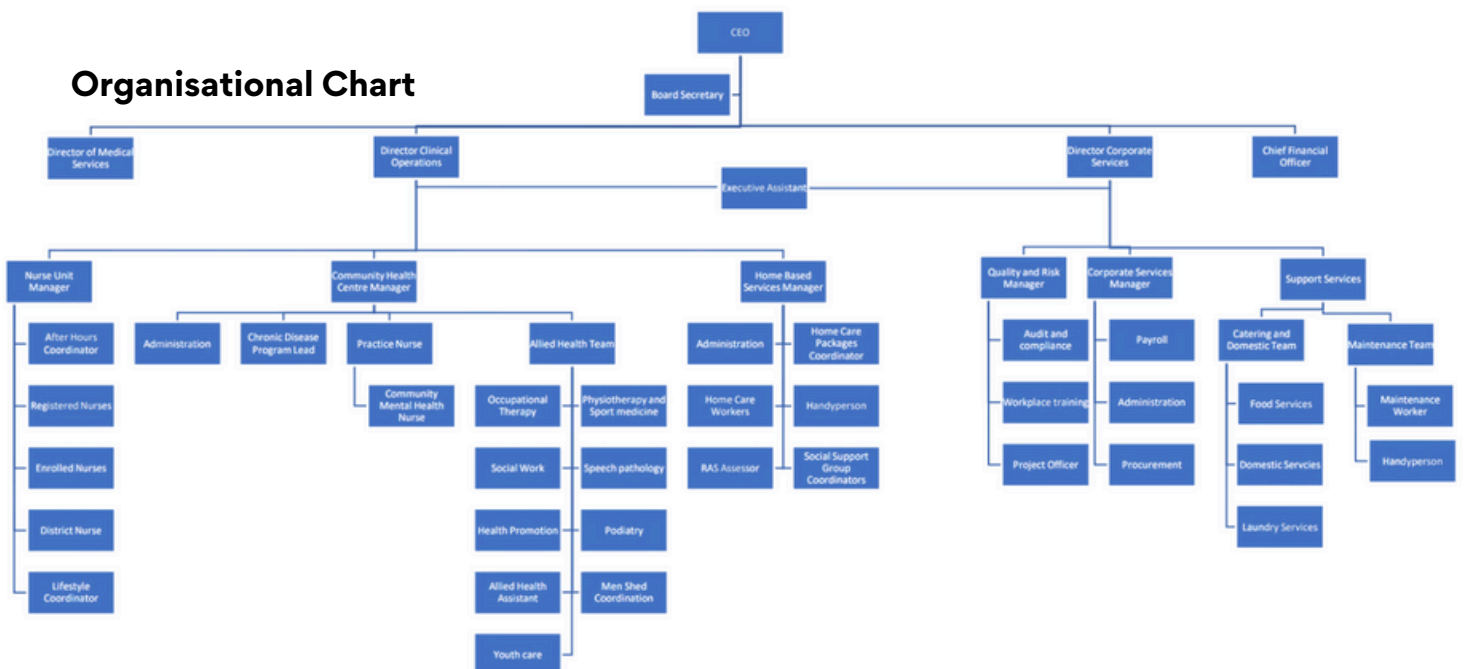 CEO
Organisational Chart
Board Secretary
Director of Medical
Services
Director Clinical
Operations
Director Corporate
Services
Chief Financial
Officer
Executive Assistant
Nurse Unit
Manager
Community Health
Centre Manager
Home Based
Services Manager
Quality and Risk
Manager
Corporate Services
Manager
Support Services
After Hours
Coordinator
Registered Nurses
Enrolled Nurses
District Nurse
Lifestyle
Coordinator
Administration
Chronic Disease
Program Lead
Practice Nurse
Community
Mental Health
Nurse
Allied Health Team
Occupational
Therapy
Physiotherapy and
Sport medicine
Social Work
Speech pathology
Health Promotion
Podiatry
Allied Health
Assistant
Men Shed
Coordination
Youth care
Administration
Home Care
Packages
Coordinator
Home Care
Workers
Handyperson
RAS Assessor
Social Support
Group
Coordinators
Audit and
compliance
Workplace training
Project Officer
Payroll
Administration
Procurement
Catering and
Domestic Team
Food Services
Domestic Servcies
Laundry Services
Maintenance Team
Maintenance
Worker
Handyperson